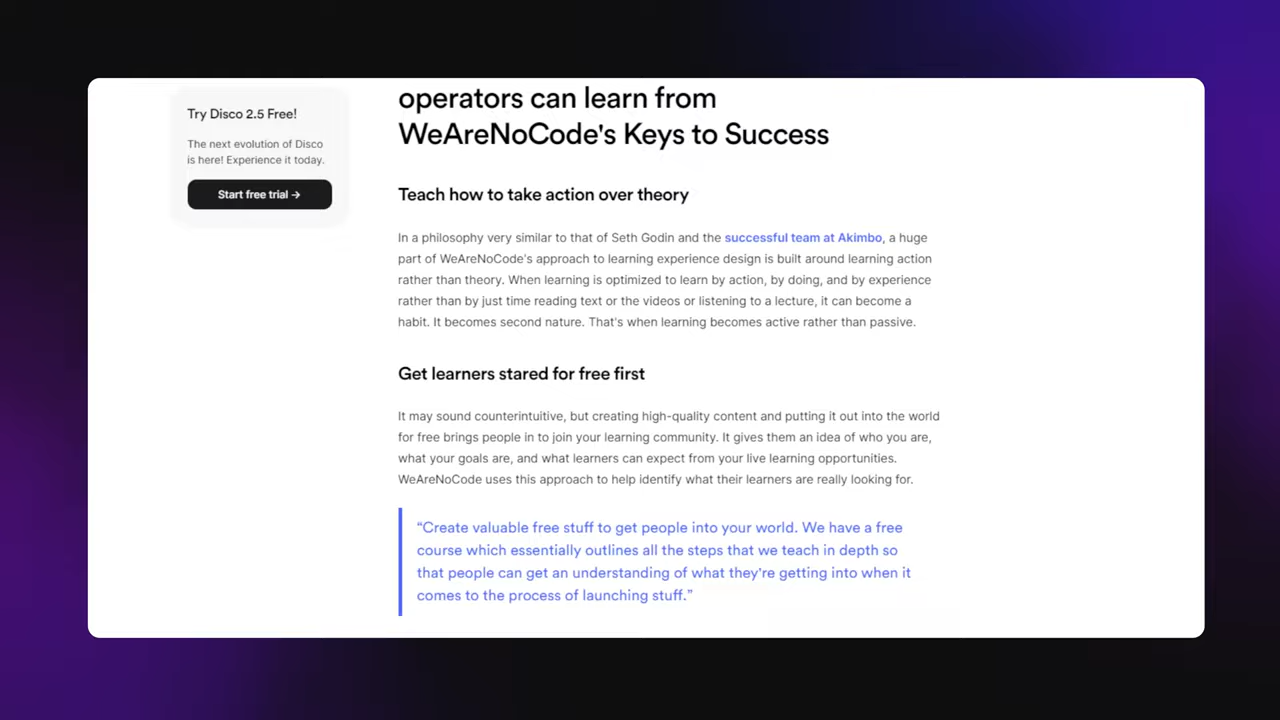 Try Disco 2.5 Free!
The next evolution of Disco
is here! Experience it today.
Start free trial →
operators can learn from
WeAreNoCode's Keys to Success
Teach how to take action over theory
In a philosophy very similar to that of Seth Godin and the successful team at Akimbo, a huge
part of WeAreNoCode's approach to learning experience design is built around learning action
rather than theory. When learning is optimized to learn by action, by doing, and by experience
rather than by just time reading text or the videos or listening to a lecture, it can become a
habit. It becomes second nature. That's when learning becomes active rather than passive.
Get learners stared for free first
It may sound counterintuitive, but creating high-quality content and putting it out into the world
for free brings people in to join your learning community. It gives them an idea of who you are,
what your goals are, and what learners can expect from your live learning opportunities.
WeAreNoCode uses this approach to help identify what their learners are really looking for.
“Create valuable free stuff to get people into your world. We have a free
course which essentially outlines all the steps that we teach in depth so
that people can get an understanding of what they're getting into when it
comes to the process of launching stuff.”